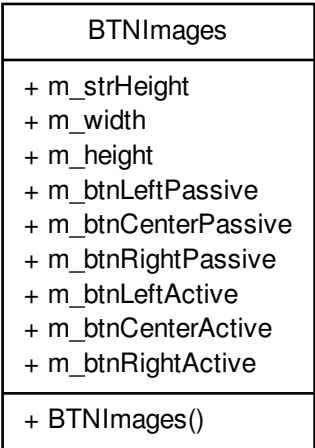 BTNImages
+ m_strHeight
+ m_width
+ m_height
+ m_btnLeftPassive
+ m_btnCenterPassive
+ m_btnRightPassive
+ m_btnLeftActive
+ m_btnCenterActive
+ m_btnRightActive
+ BTNImages()